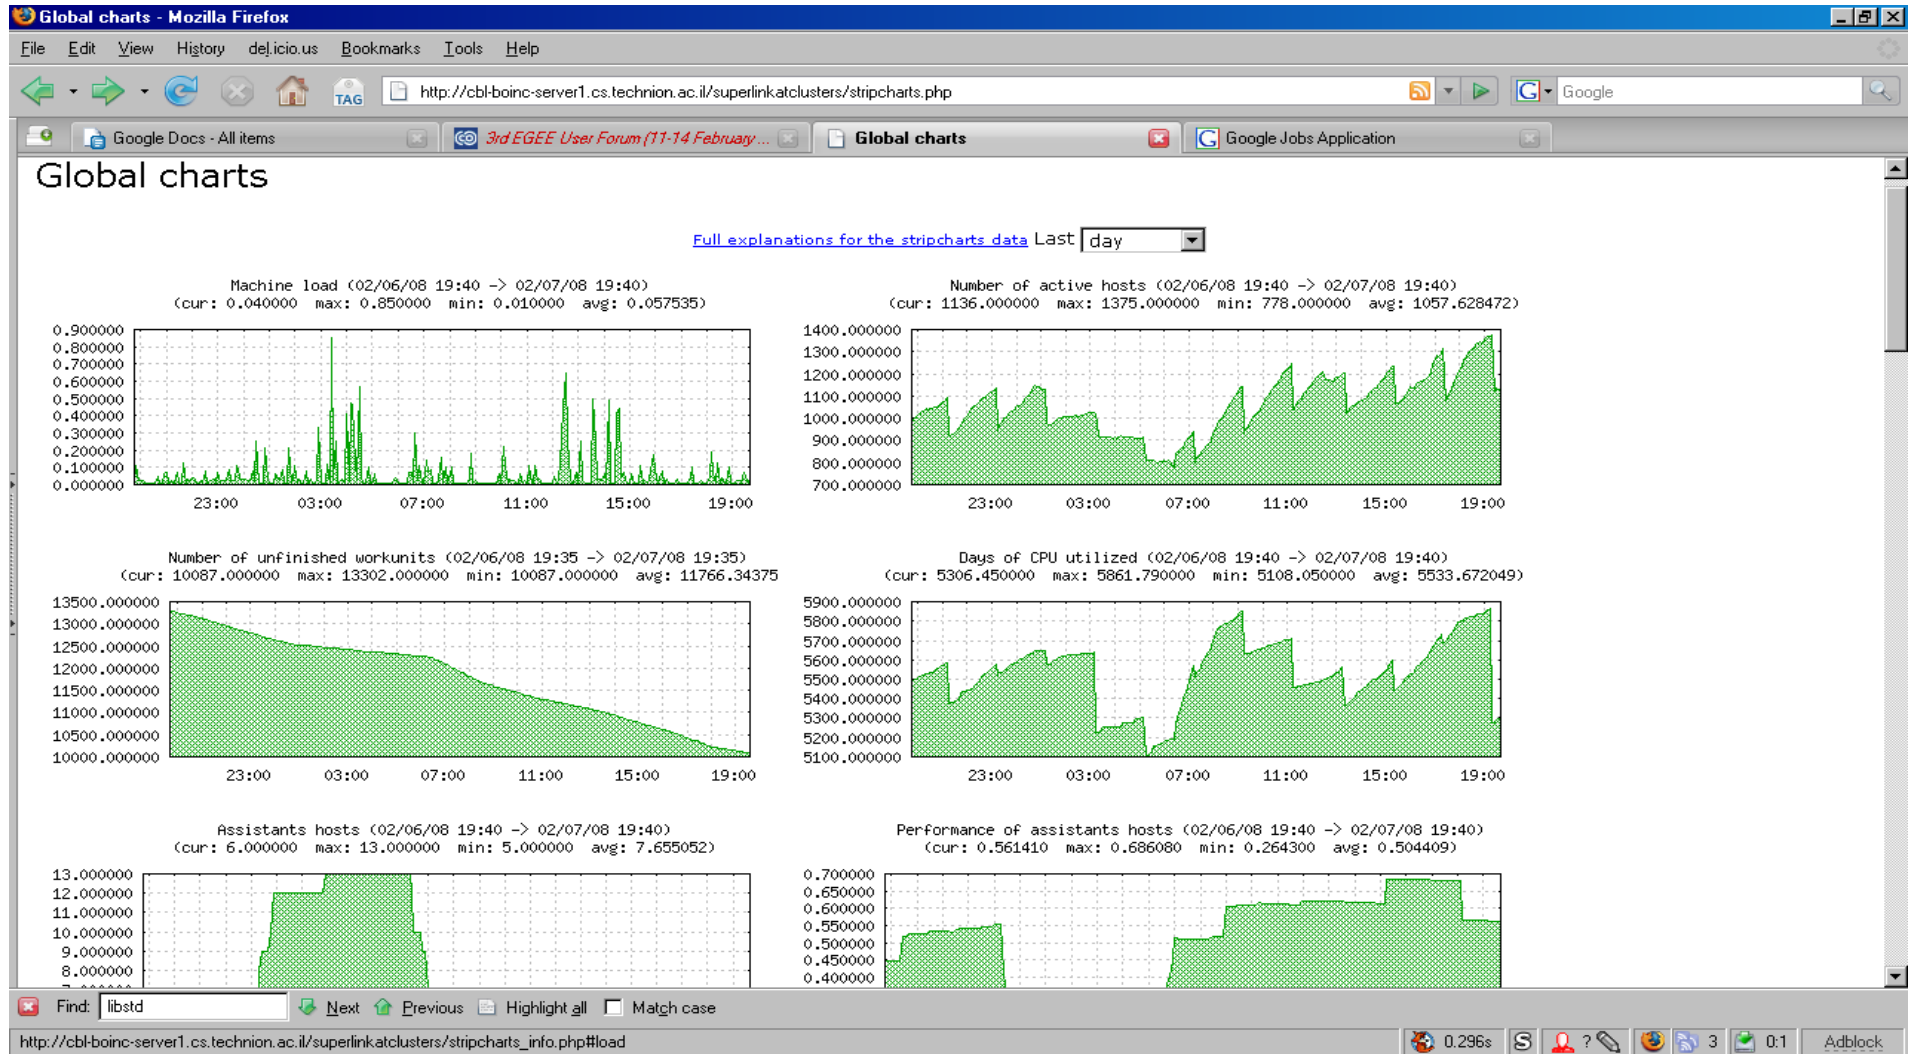 Global charts - Mozilla Firefox
File Edit View History del.icio.us Bookmarks Tools Help
TAG http://cbl-boinc-server1.cs.technion.ac.il/superlinkatclusters/stripcharts.php G Google
Google Docs - All items 3rd EGEE User Forum (11-14 February ... Global charts G Google Jobs Application
Global charts
Full explanations for the stripcharts data Last day
Machine load (02/06/08 19:40 -> 02/07/08 19:40)
(cur: 0.040000 max: 0.850000 min: 0.010000 avg: 0.057535)
0.900000
0.800000
0.700000
0.600000
0.500000
0.400000
0.300000
0.200000
0.100000
0.000000
23:00 03:00 07:00 11:00 15:00 19:00
Number of active hosts (02/06/08 19:40 -> 02/07/08 19:40)
(cur: 1136.000000 max: 1375.000000 min: 778.000000 avg: 1057.628472)
1400.000000
1300.000000
1200.000000
1100.000000
1000.000000
900.000000
800.000000
700.000000
23:00 03:00 07:00 11:00 15:00 19:00
Number of unfinished workunits (02/06/08 19:35 -> 02/07/08 19:35)
(cur: 10087.000000 max: 13302.000000 min: 10087.000000 avg: 11766.34375
13500.000000
13000.000000
12500.000000
12000.000000
11500.000000
11000.000000
10500.000000
10000.000000
23:00 03:00 07:00 11:00 15:00 19:00
Days of CPU utilized (02/06/08 19:40 -> 02/07/08 19:40)
(cur: 5306.450000 max: 5861.790000 min: 5108.050000 avg: 5533.672049)
5900.000000
5800.000000
5700.000000
5600.000000
5500.000000
5400.000000
5300.000000
5200.000000
5100.000000
23:00 03:00 07:00 11:00 15:00 19:00
Assistants hosts (02/06/08 19:40 -> 02/07/08 19:40)
(cur: 6.000000 max: 13.000000 min: 5.000000 avg: 7.655052)
13.000000
12.000000
11.000000
10.000000
9.000000
8.000000
Performance of assistants hosts (02/06/08 19:40 -> 02/07/08 19:40)
(cur: 0.561410 max: 0.686080 min: 0.264300 avg: 0.504409)
0.700000
0.650000
0.600000
0.550000
0.500000
0.450000
0.400000
Find: libstd Next Previous Highlight all Match case
http://cbl-boinc-server1.cs.technion.ac.il/superlinkatclusters/stripcharts_info.php#load 0.296s S ? 3 0:1 Adblock